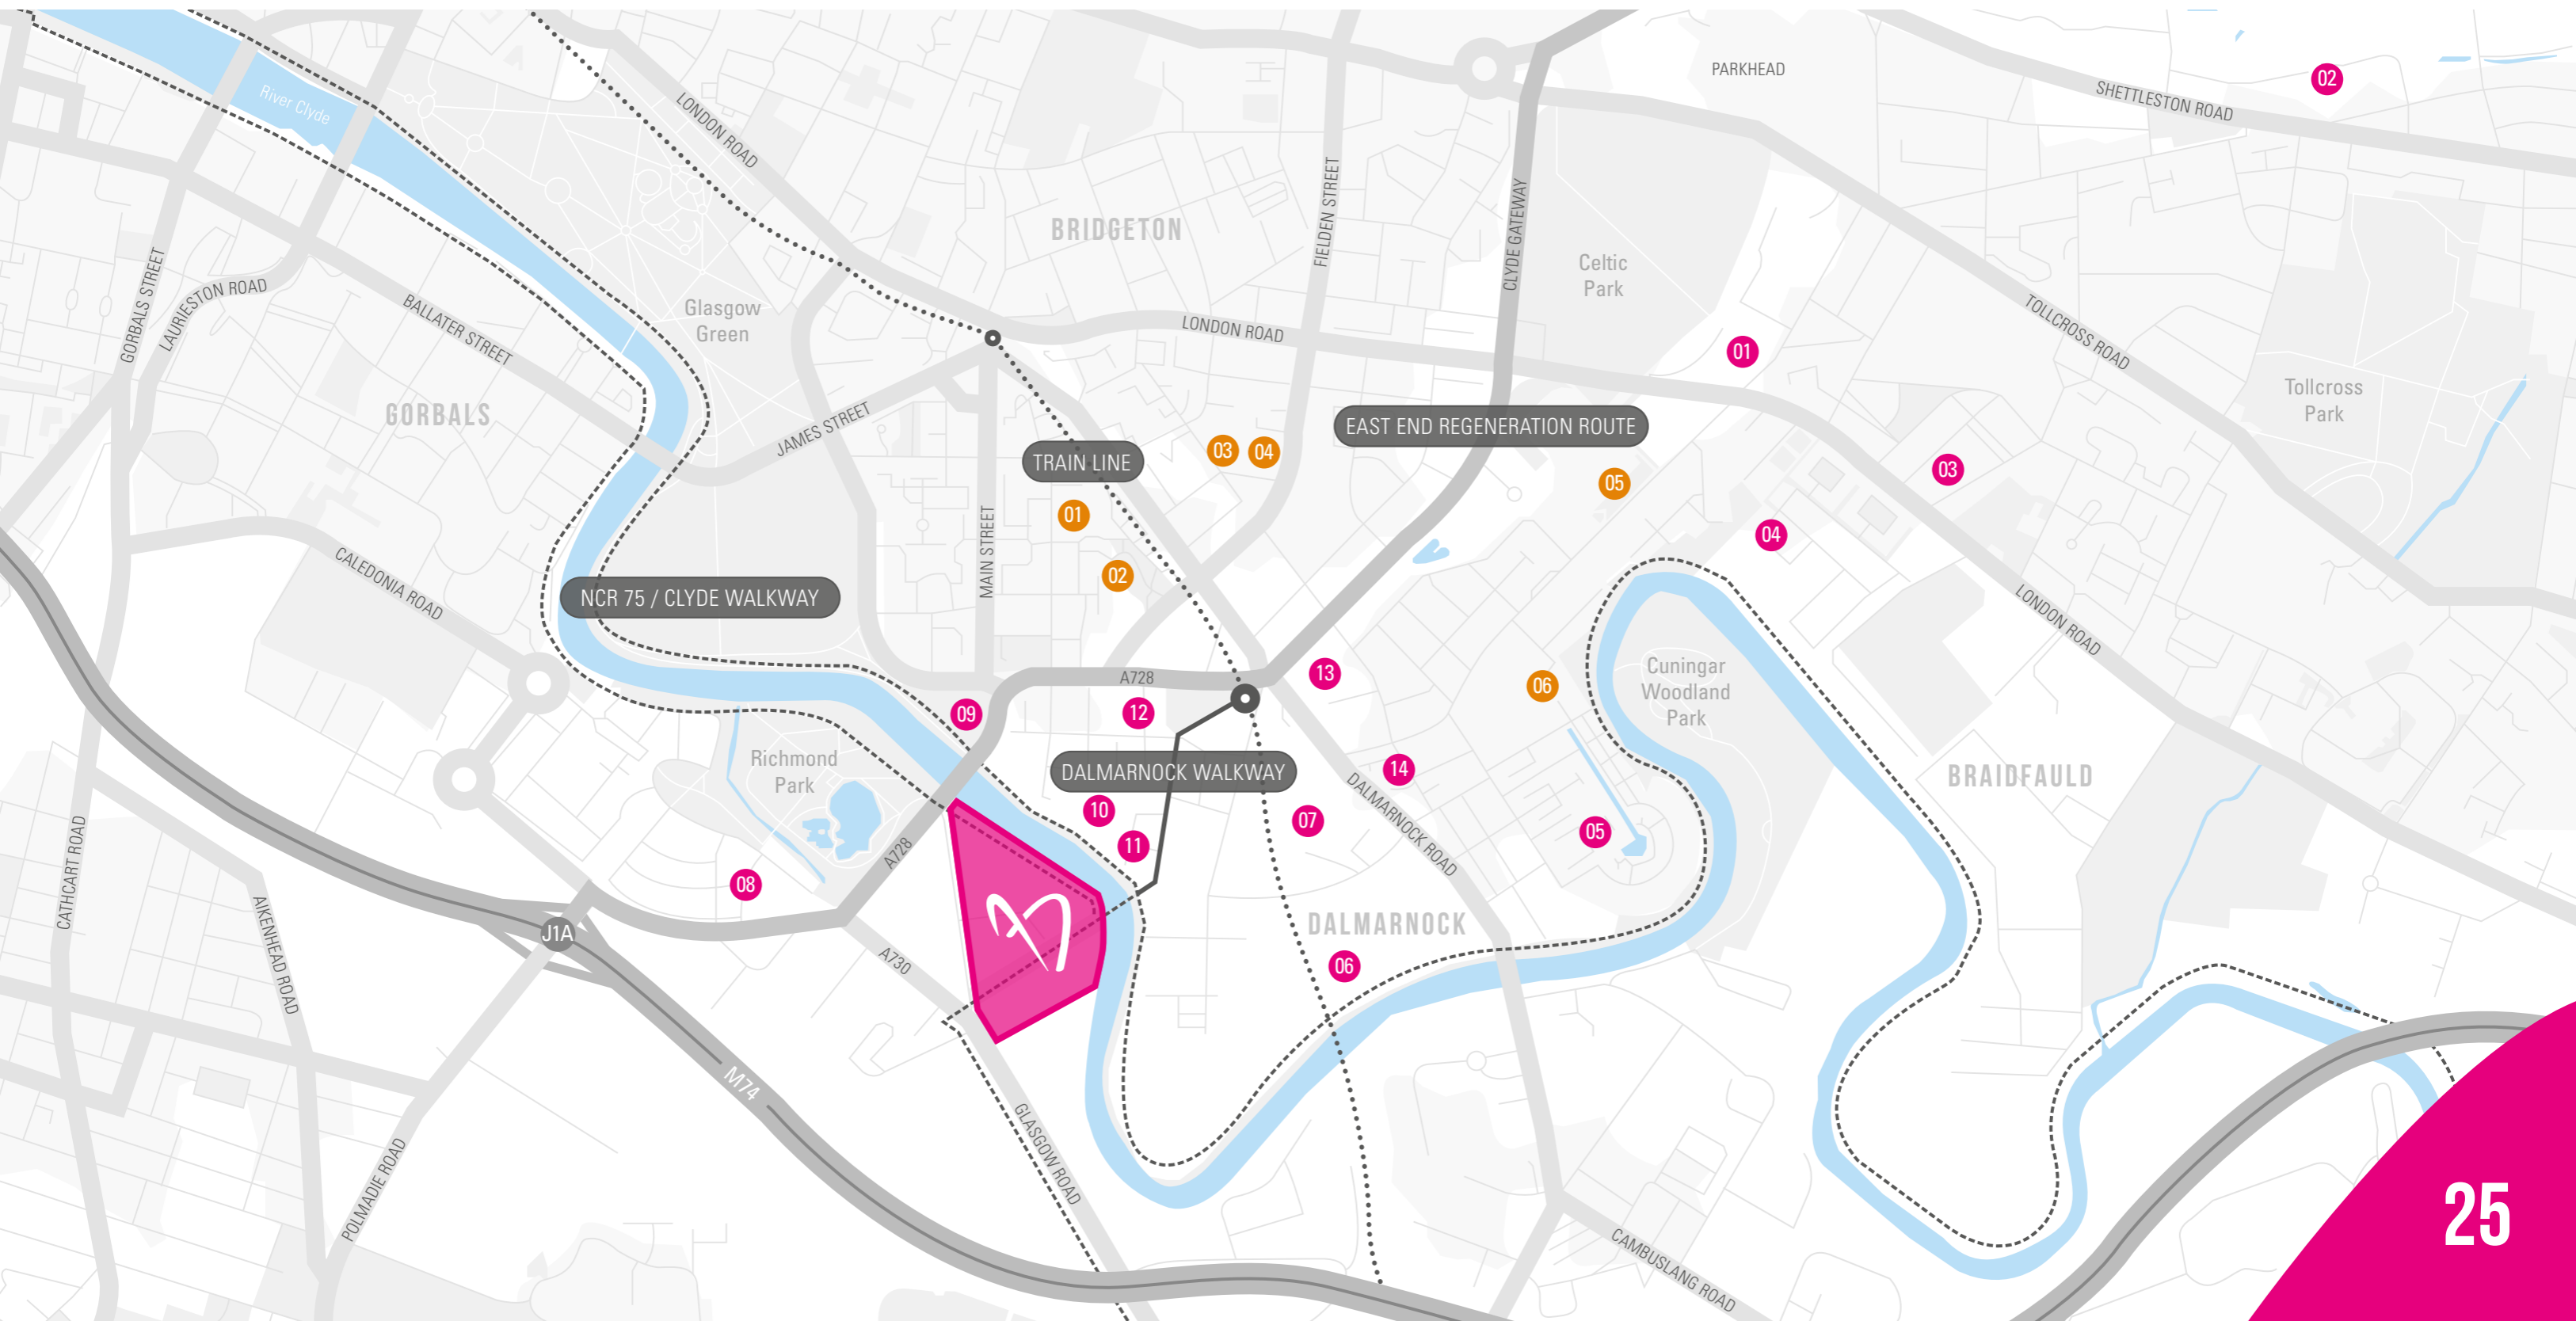 PARKHEAD
02
SHETTLESTON ROAD
River Clyde
LONDON ROAD
BRIDGETON
FIELDEN STREET
CLYDE GATEWAY
Celtic
Park
GORBALS STREET
LAURIESTON ROAD
BALLATER STREET
Glasgow
Green
LONDON ROAD
01
TOLLCROSS ROAD
Tollcross
Park
GORBALS
JAMES STREET
TRAIN LINE
03
04
EAST END REGENERATION ROUTE
05
03
01
MAIN STREET
04
02
CALEDONIA ROAD
NCR 75 / CLYDE WALKWAY
LONDON ROAD
A728
13
06
Cuningar
Woodland
Park
09
12
Richmond
Park
DALMARNOCK WALKWAY
14
BRAIDFAULD
10
11
07
DALMARNOCK ROAD
05
CATHCART ROAD
A728
08
AIKENHEAD ROAD
J1A
A730
DALMARNOCK
06
M74
GLASGOW ROAD
POLMADIE ROAD
CAMBUSLANG ROAD
25